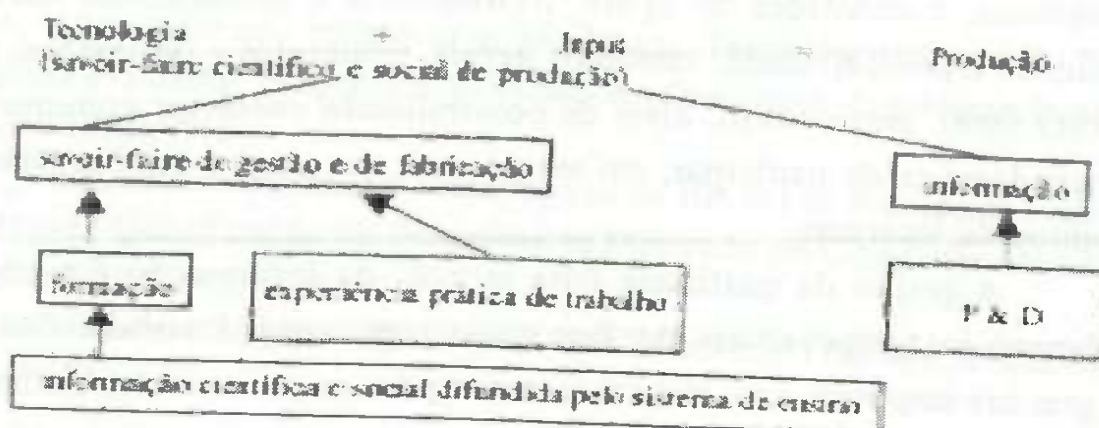 Tecnologia + Input = Produção
(savoir-faire científico e social de produção)
savoir-faire de gestão e de fabricação
informação
formação
experiência prática de trabalho
P & D
informação científica e social difundida pelo sistema de ensino